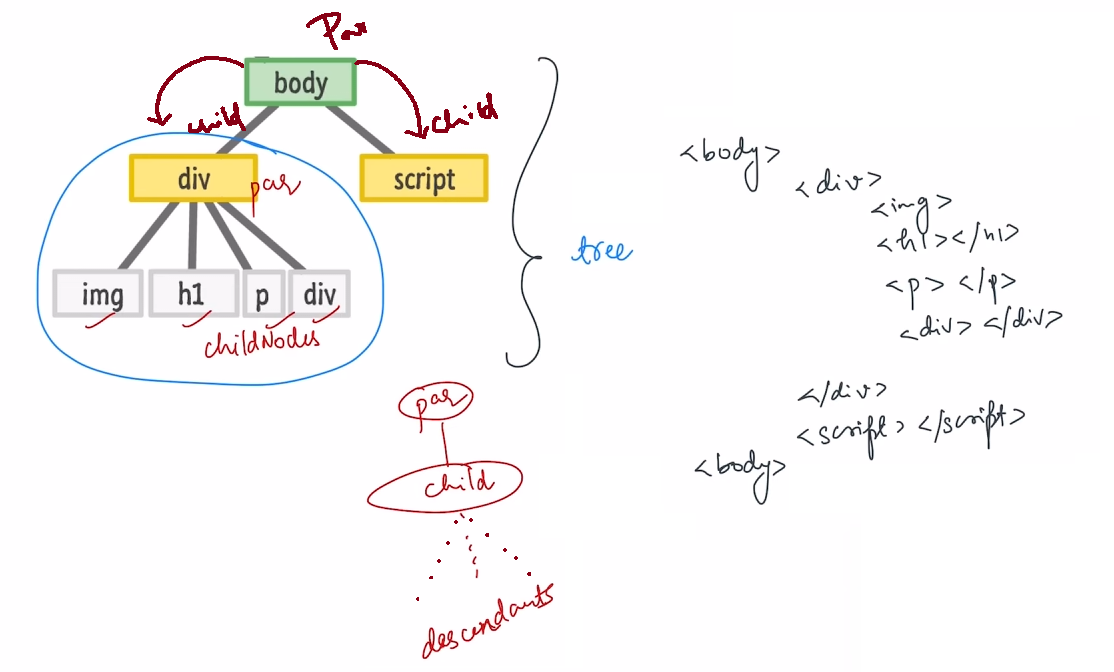 Par
body
child
child
div
par
script
img
h1
p
div
childNodes
tree
par
child
descendants
<body>
<div>
<img>
<h1></h1>
<p> </p>
<div> </div>
</div>
<script> </script>
<body>